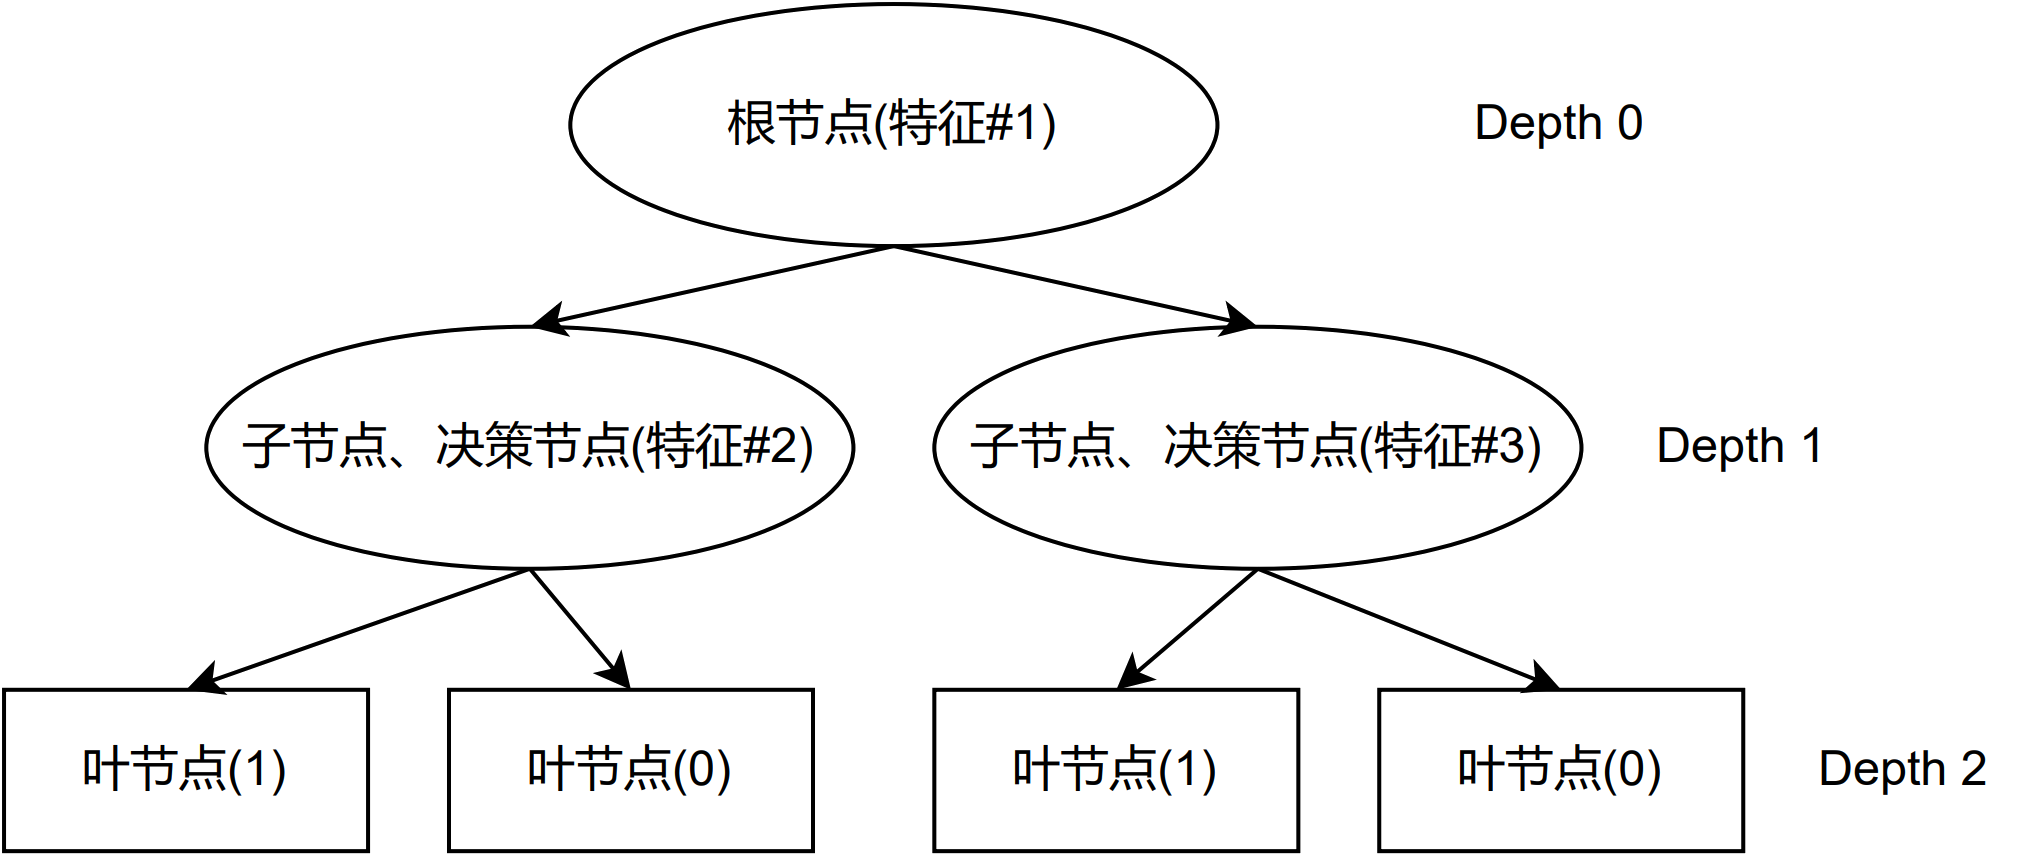 根节点(特征#1)
Depth 0
子节点、决策节点(特征#2)
子节点、决策节点(特征#3)
Depth 1
叶节点(1)
叶节点(0)
叶节点(1)
叶节点(0)
Depth 2